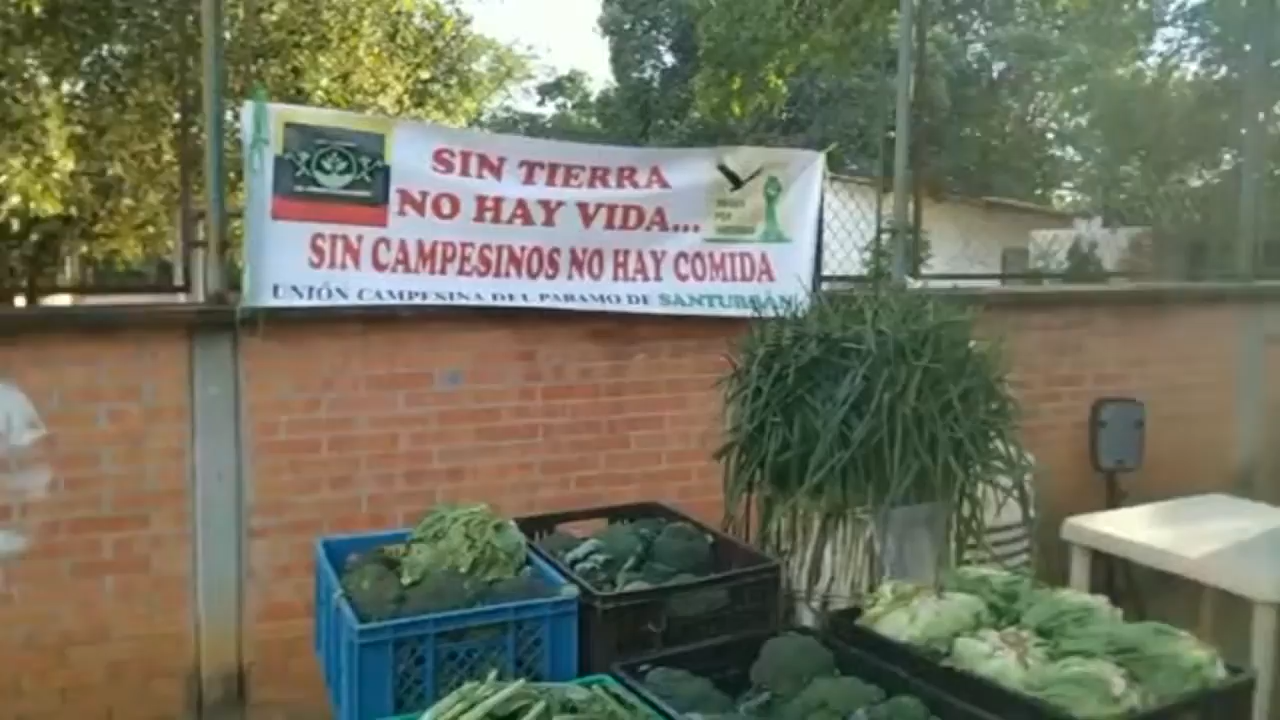 SIN TIERRA
NO HAY VIDA...
SIN CAMPESINOS NO HAY COMIDA
UNIÓN CAMPESINA DEL PARAMO DE SANTURBÁN